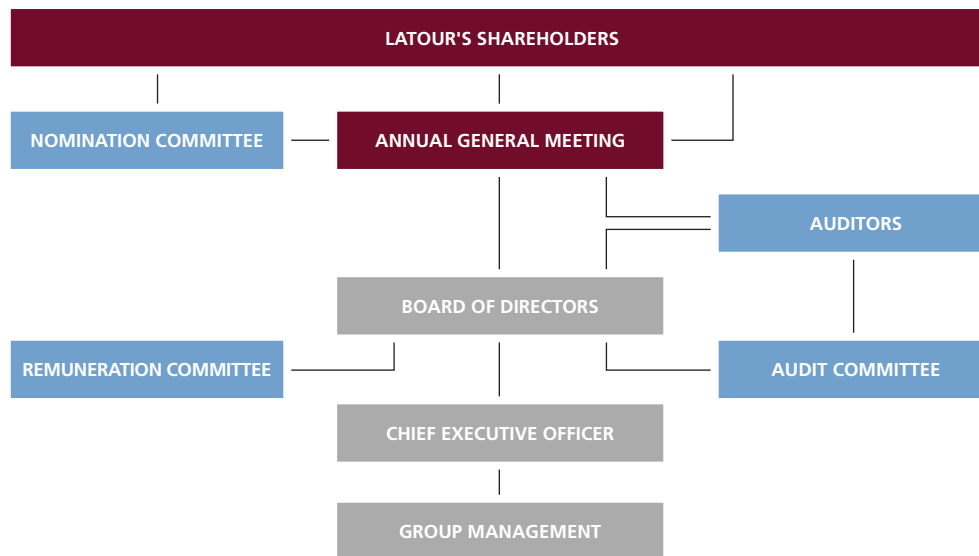 LATOUR'S SHAREHOLDERS
NOMINATION COMMITTEE
ANNUAL GENERAL MEETING
AUDITORS
BOARD OF DIRECTORS
REMUNERATION COMMITTEE
AUDIT COMMITTEE
CHIEF EXECUTIVE OFFICER
GROUP MANAGEMENT